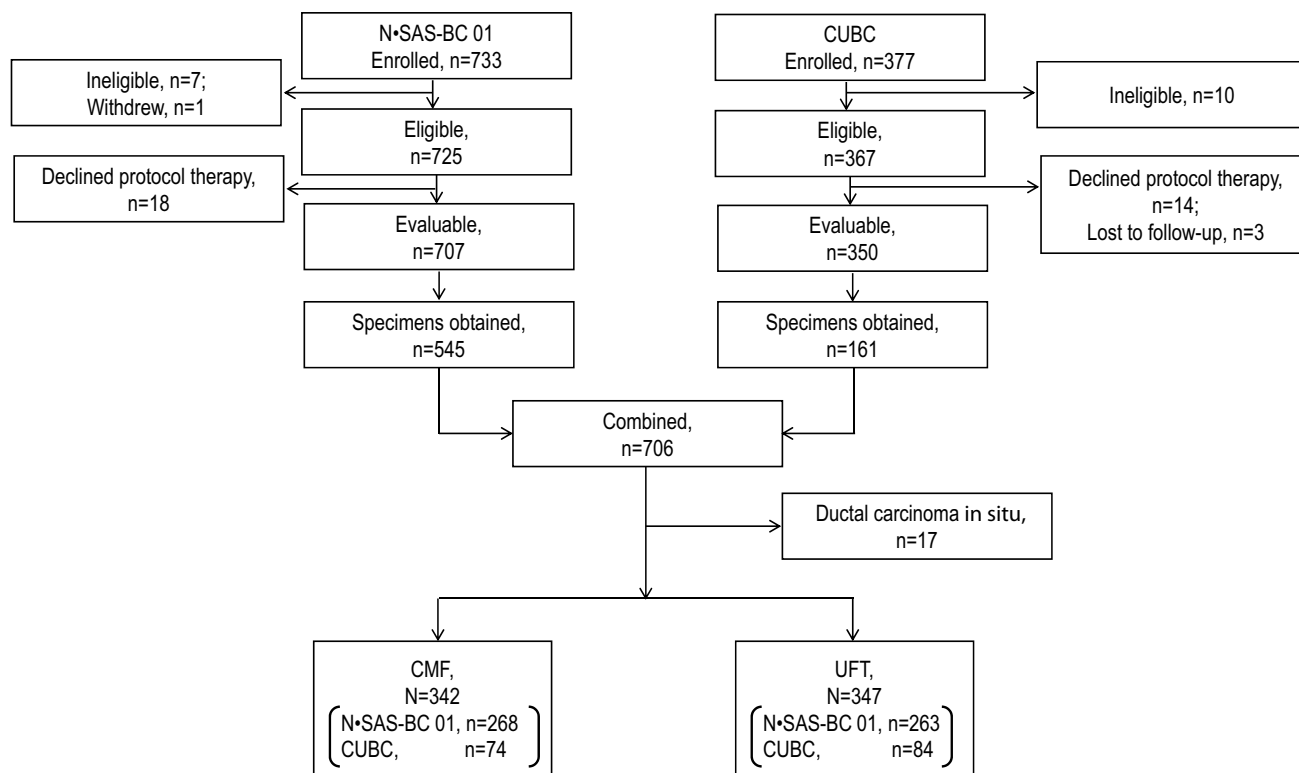 N•SAS-BC 01
Enrolled, n=733
CUBC
Enrolled, n=377
Ineligible, n=7;
Withdrew, n=1
Ineligible, n=10
Eligible,
n=725
Eligible,
n=367
Declined protocol therapy,
n=18
Declined protocol therapy,
n=14;
Lost to follow-up, n=3
Evaluable,
n=707
Evaluable,
n=350
Specimens obtained,
n=545
Specimens obtained,
n=161
Combined,
n=706
Ductal carcinoma in situ,
n=17
CMF,
N=342
N•SAS-BC 01, n=268
CUBC, n=74
UFT,
N=347
N•SAS-BC 01, n=263
CUBC, n=84